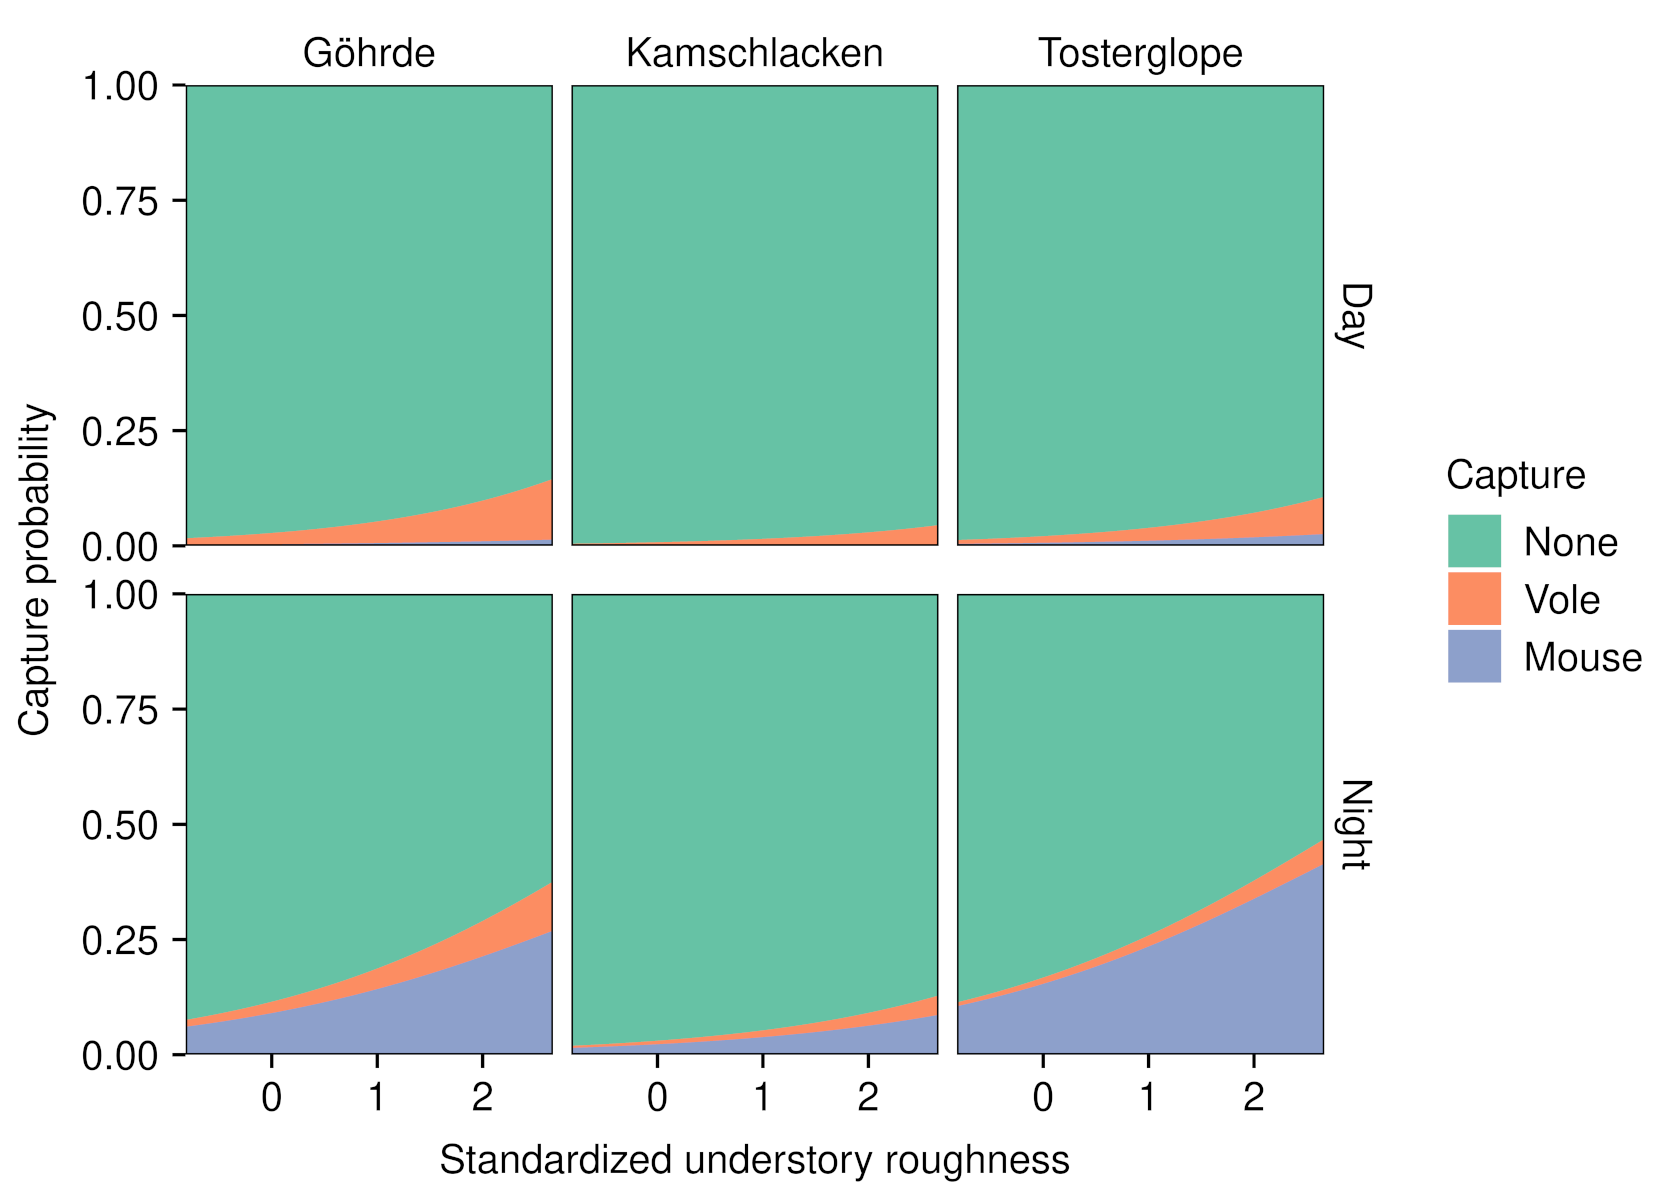 Göhrde Kamschlacken Tosterglope
1.00
0.75
0.50
0.25
0.00
Day
1.00
0.75
0.50
0.25
0.00
Night
0 1 2 0 1 2 0 1 2
Standardized understory roughness
Capture probability
Capture
None
Vole
Mouse